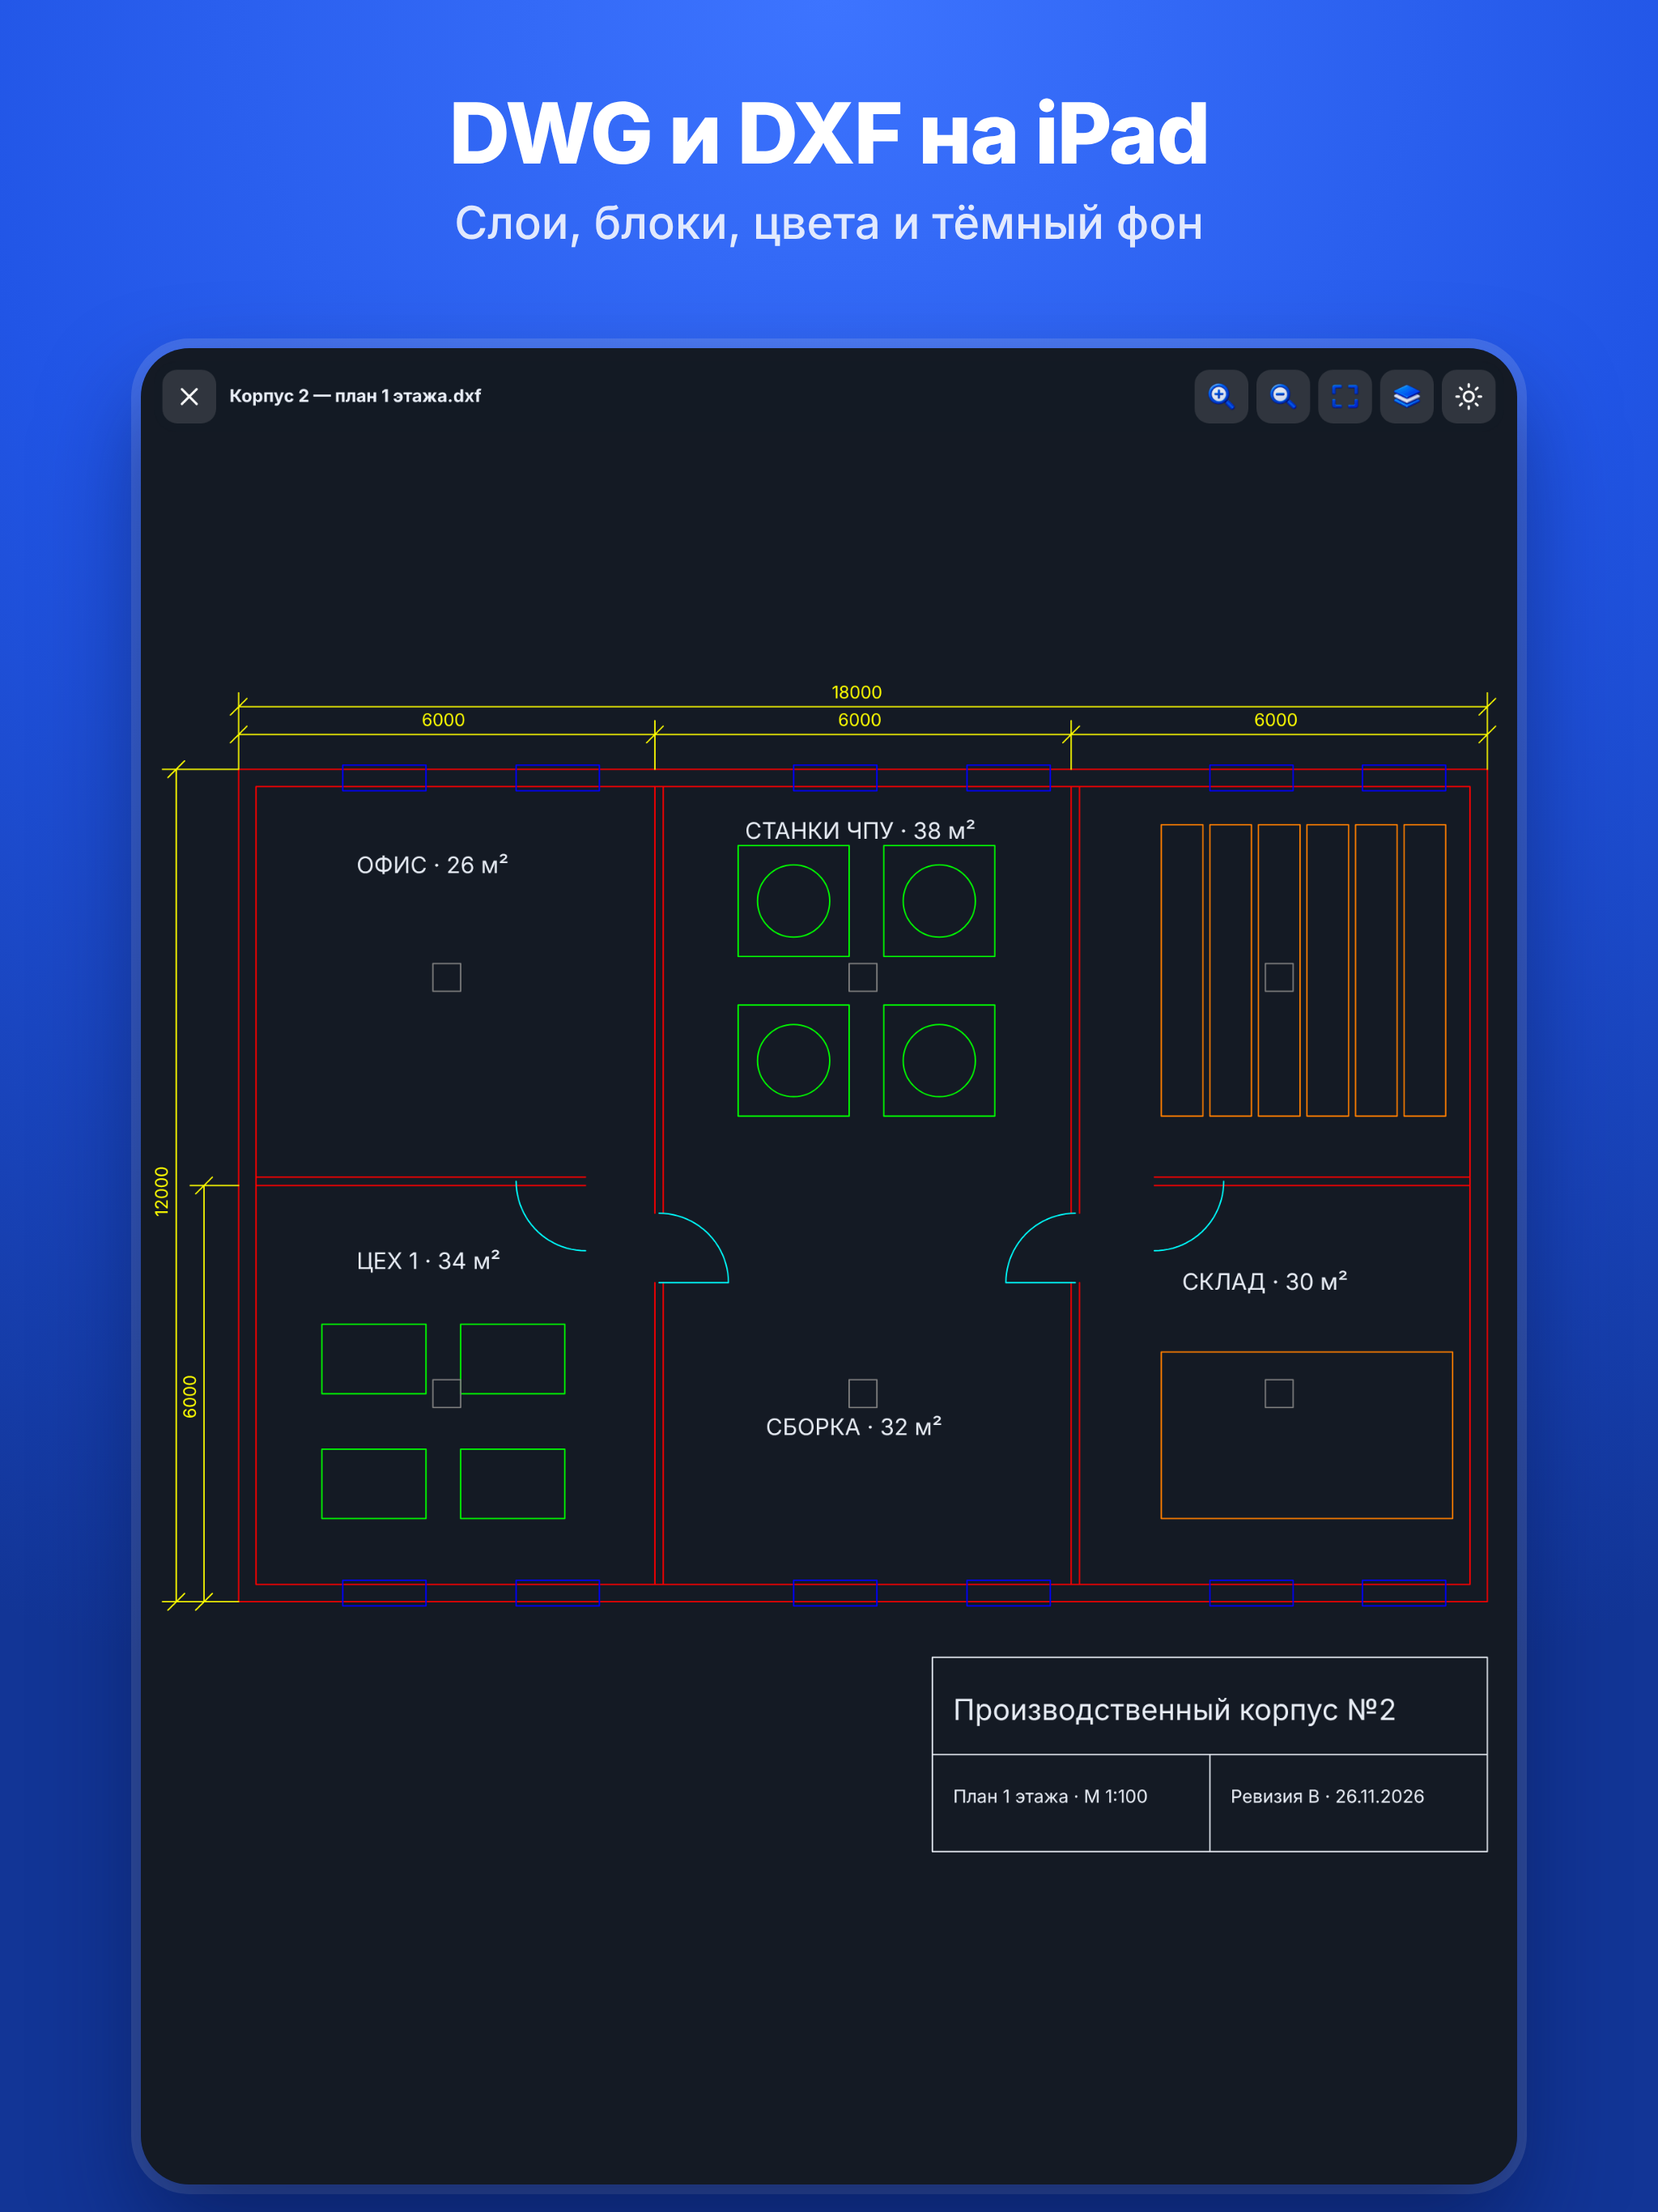 DWG и DXF на iPad
Слои, блоки, цвета и тёмный фон
Корпус 2 — план 1 этажа.dxf
18000
6000 6000 6000
СТАНКИ ЧПУ · 38 м²
ОФИС · 26 м²
12000
ЦЕХ 1 · 34 м²
СКЛАД · 30 м²
6000
СБОРКА · 32 м²
Производственный корпус №2
План 1 этажа · М 1:100
Ревизия В · 26.11.2026